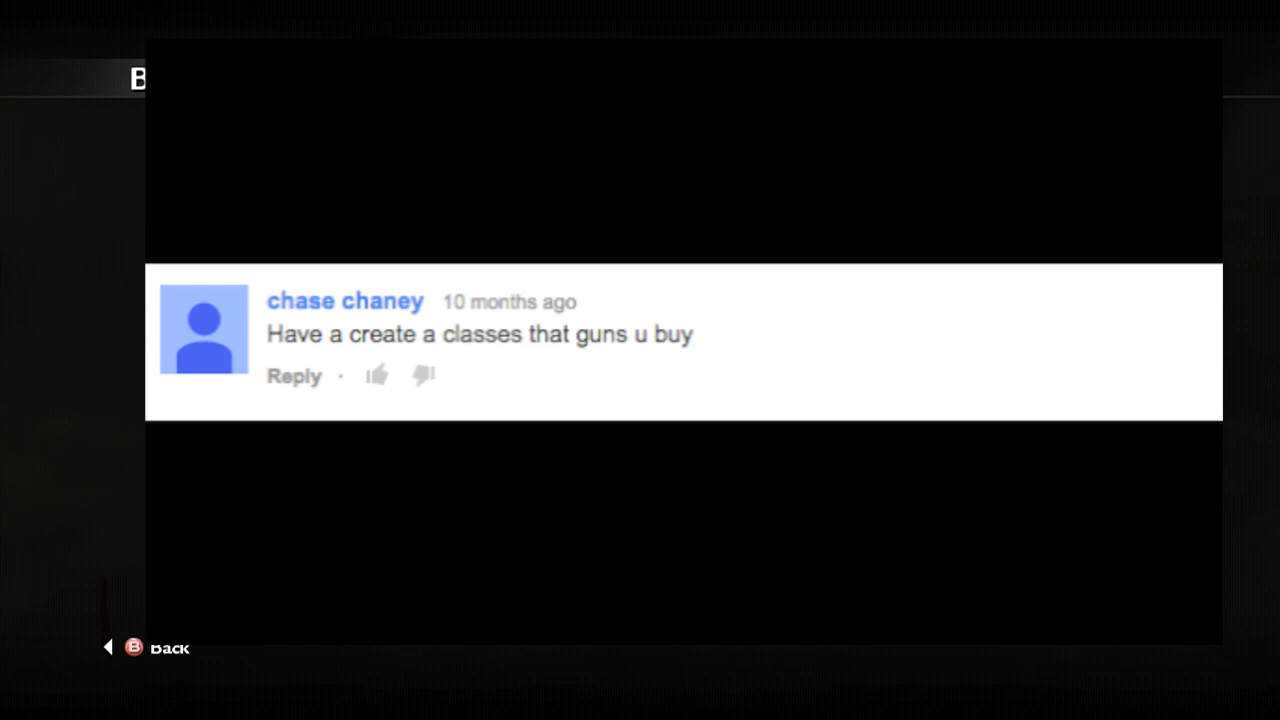 B
chase chaney 10 months ago
Have a create a classes that guns u buy
Reply ·
B Back